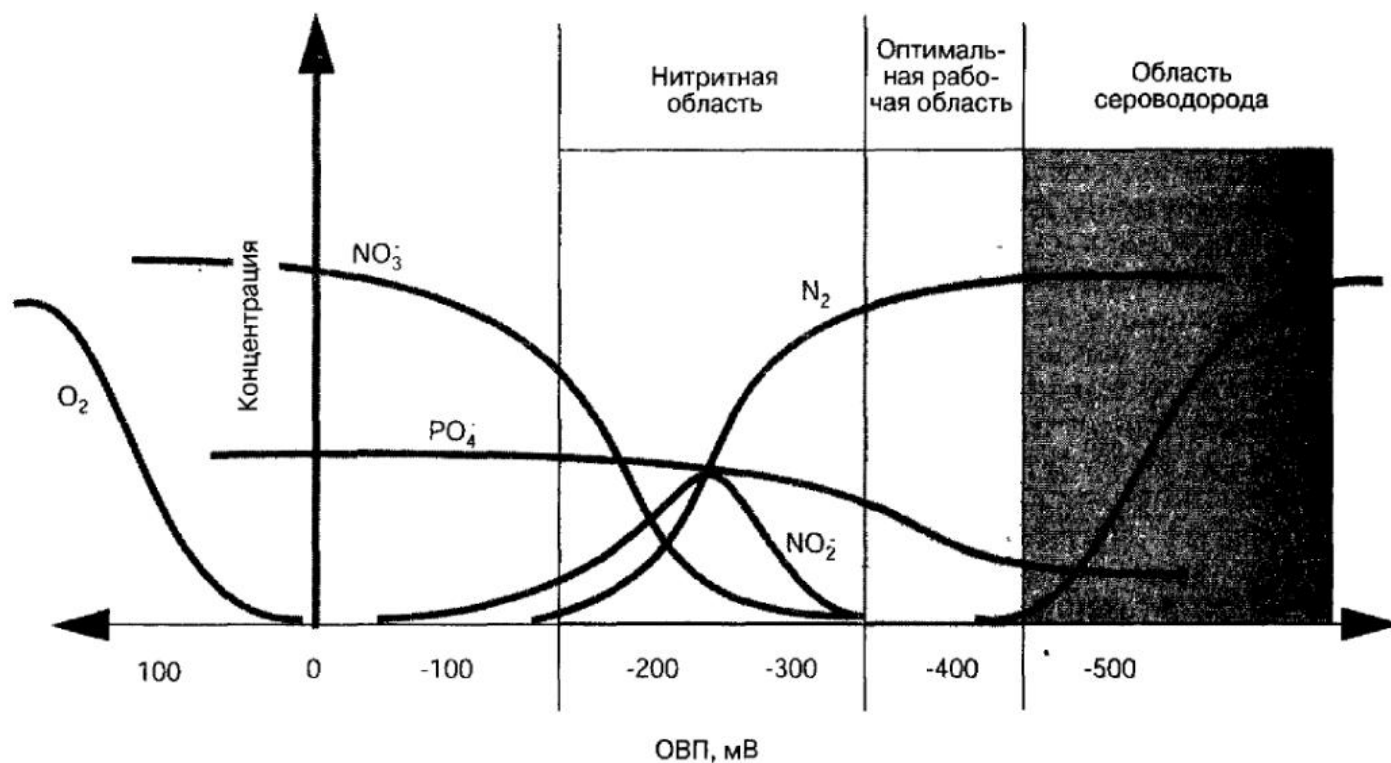 Нитритная
область
Оптималь-
ная рабо-
чая область
Область
сероводорода
Концентрация
NO₃⁻
N₂
O₂
PO₄⁻
NO₂⁻
100 0 -100 -200 -300 -400 -500
ОВП, мВ